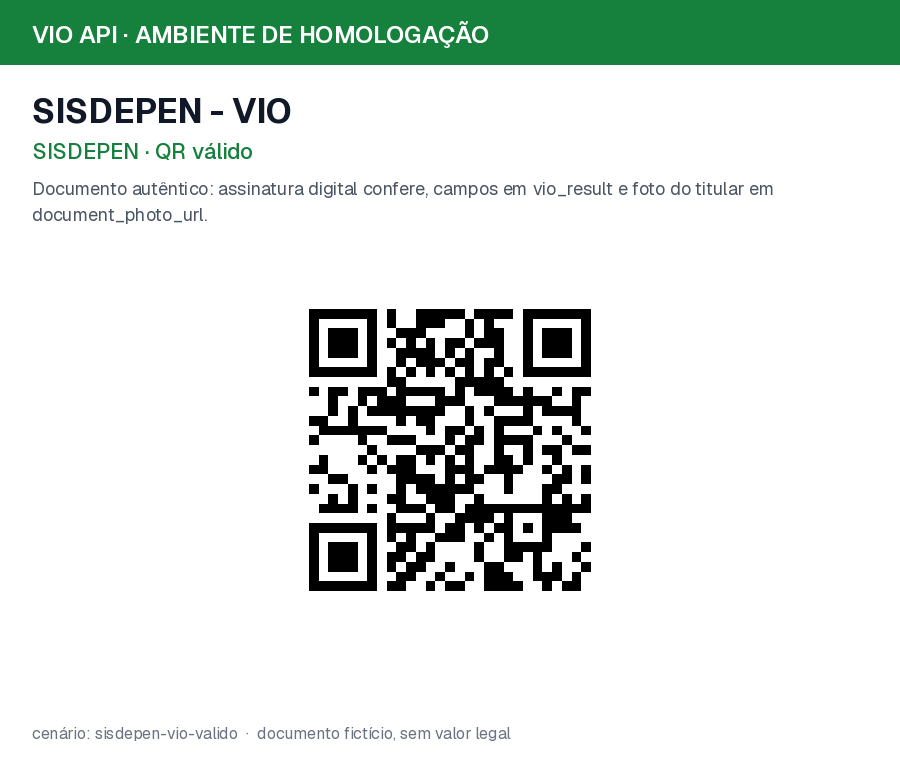 VIO API · AMBIENTE DE HOMOLOGAÇÃO
SISDEPEN - VIO
SISDEPEN · QR válido
Documento autêntico: assinatura digital confere, campos em vio_result e foto do titular em
document_photo_url.
cenário: sisdepen-vio-valido · documento fictício, sem valor legal